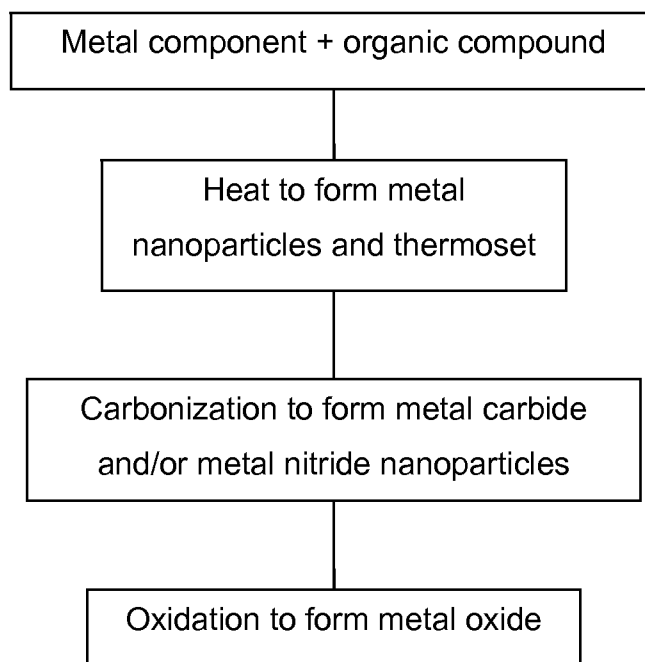 Metal component + organic compound
Heat to form metal
nanoparticles and thermoset
Carbonization to form metal carbide
and/or metal nitride nanoparticles
Oxidation to form metal oxide